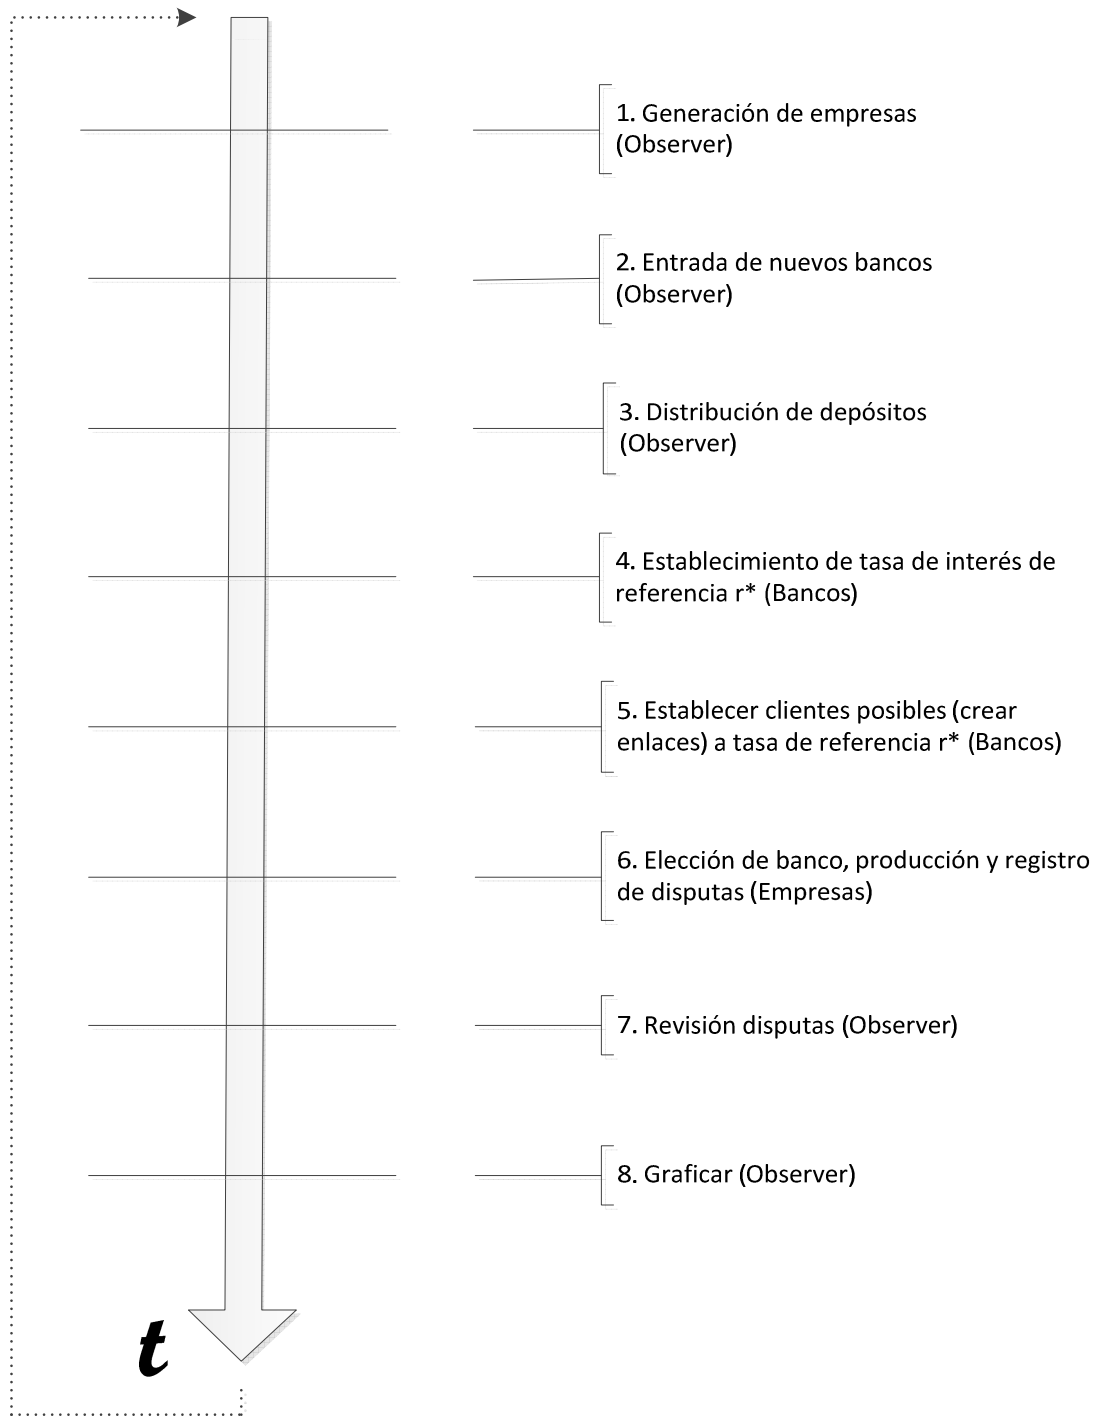 1. Generación de empresas
(Observer)
2. Entrada de nuevos bancos
(Observer)
3. Distribución de depósitos
(Observer)
4. Establecimiento de tasa de interés de
referencia r* (Bancos)
5. Establecer clientes posibles (crear
enlaces) a tasa de referencia r* (Bancos)
6. Elección de banco, producción y registro
de disputas (Empresas)
7. Revisión disputas (Observer)
8. Graficar (Observer)
t